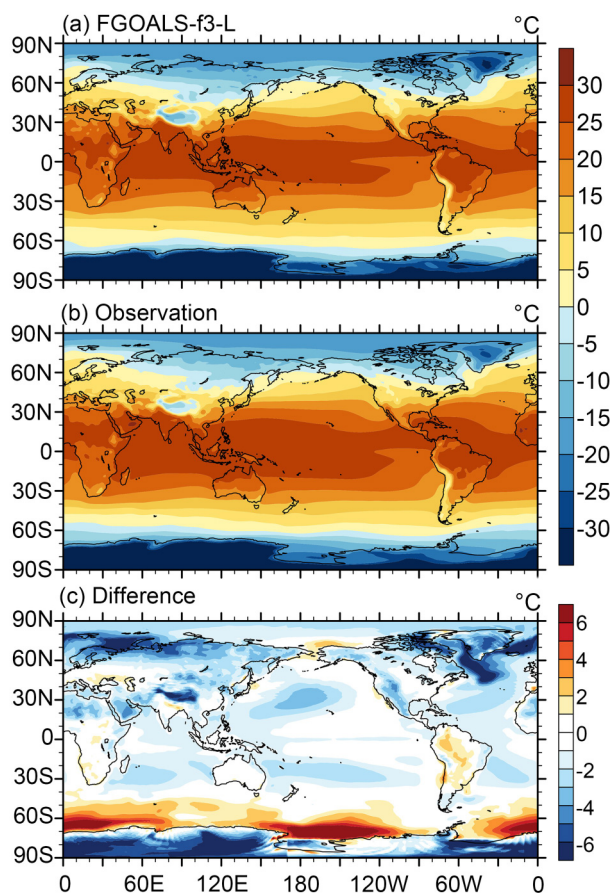 (a) FGOALS-f3-L °C
90N
60N
30N
0
30S
60S
90S
30
25
20
15
10
5
0
-5
-10
-15
-20
-25
-30
(b) Observation °C
90N
60N
30N
0
30S
60S
90S
(c) Difference °C
90N
60N
30N
0
30S
60S
90S
6
4
2
1
0
-1
-2
-4
-6
0 60E 120E 180 120W 60W 0